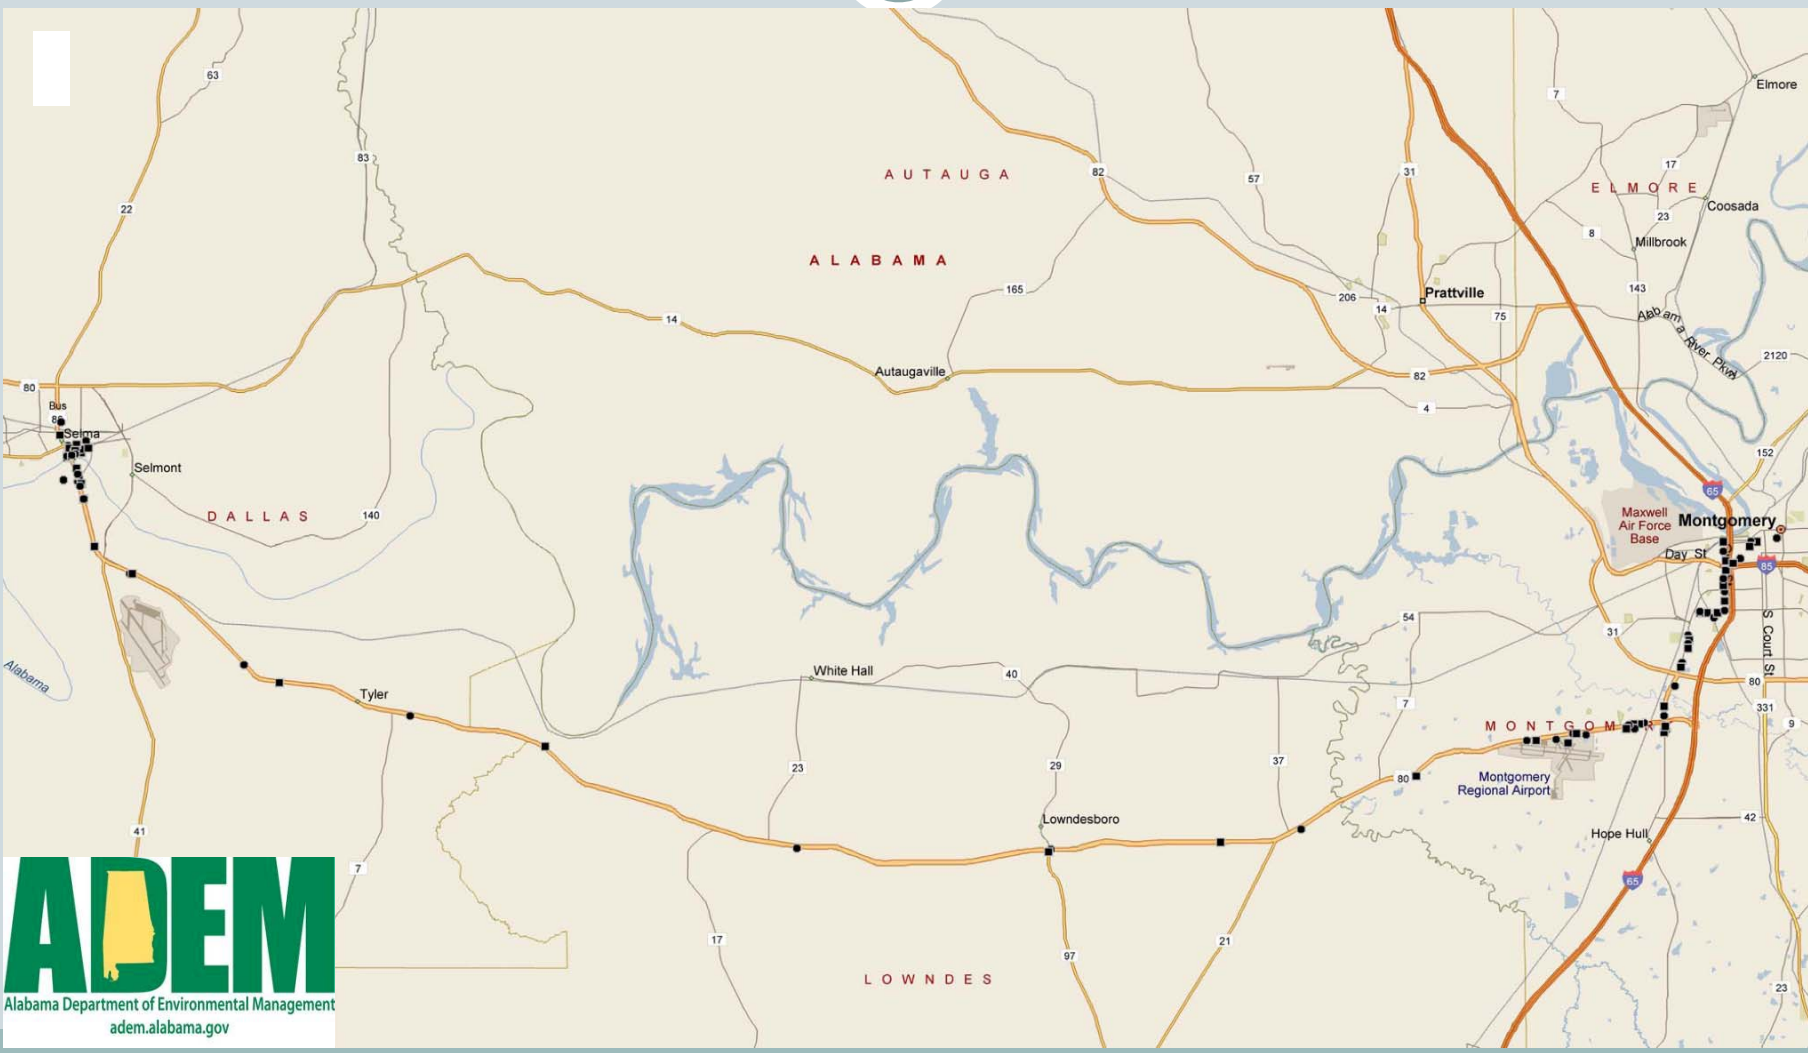 63
Elmore
7
83
17
31
82
57
AUTAUGA
ELMORE
Coosada
22
23
8
Millbrook
ALABAMA
165
206
Prattville
143
14
75
Alabama River Pkwy
14
2120
Autaugaville
82
80
4
Bus
Selma
152
Selmont
65
DALLAS
140
Maxwell
Air Force
Base
Montgomery
Day St
85
54
31
S Court St
Alabama
White Hall
40
80
Tyler
7
331
9
MONTGOMER
23
29
37
80
Montgomery
Regional Airport
Lowndesboro
42
41
Hope Hull
7
65
17
21
97
LOWNDES
23
ADEM
Alabama Department of Environmental Management
adem.alabama.gov